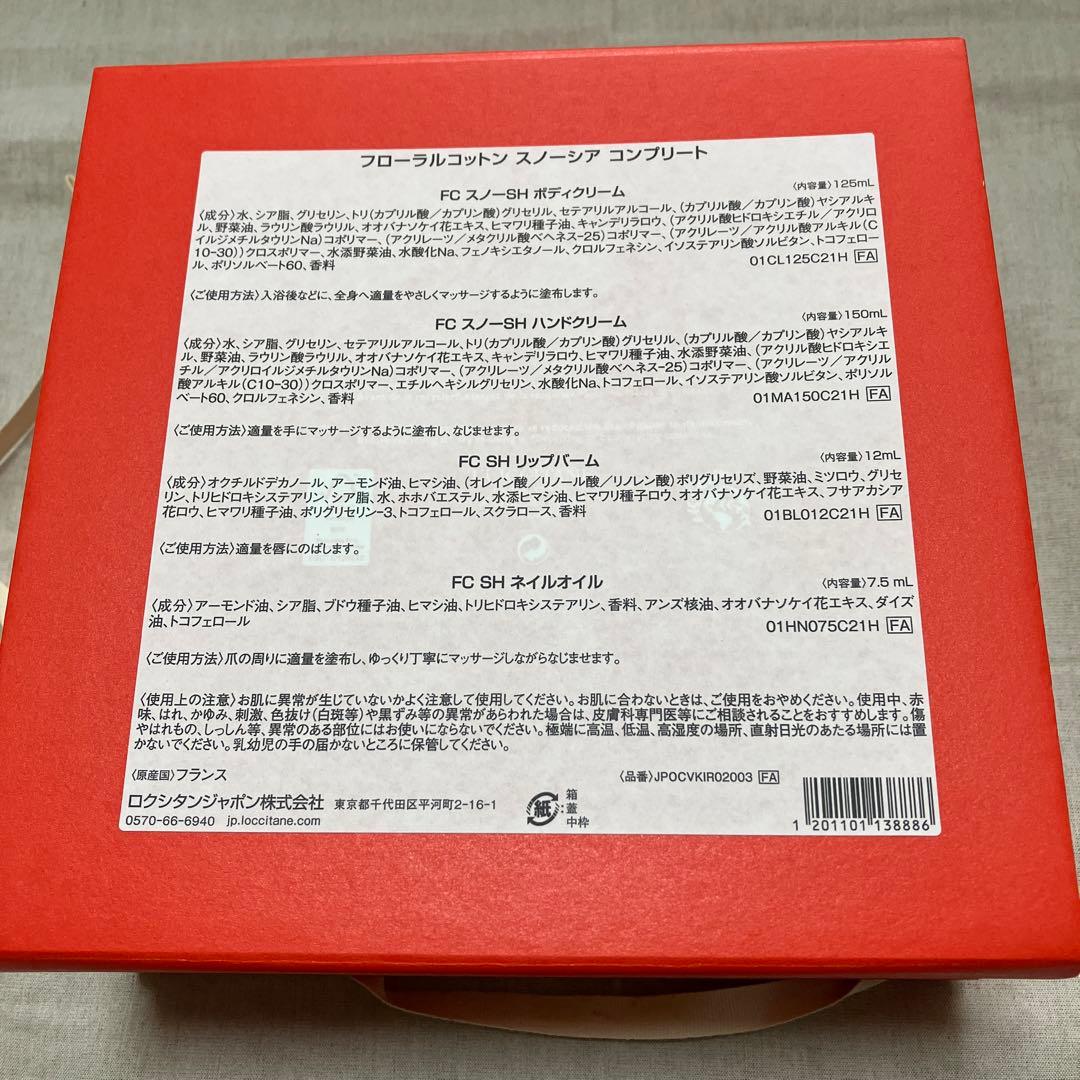 フローラルコットン スノーシア コンプリート
FC スノーSH ボディクリーム
〈内容量〉125mL
〈成分〉水、シア脂、グリセリン、トリ(カプリル酸/カプリン酸)グリセリル、セテアリルアルコール、(カプリル酸/カプリン酸)ヤシアルキ
ル、野菜油、ラウリン酸ラウリル、オオバナソケイ花エキス、ヒマワリ種子油、キャンデリラロウ、(アクリル酸ヒドロキシエチル/アクリロ
イルジメチルタウリンNa)コポリマー、(アクリレーツ/メタクリル酸ベヘネス-25)コポリマー、(アクリレーツ/アクリル酸アルキル(C
10-30))クロスポリマー、水添野菜油、水酸化Na、フェノキシエタノール、クロルフェネシン、イソステアリン酸ソルビタン、トコフェロー
ル、ポリソルベート60、香料
01CL125C21H FA
〈ご使用方法〉入浴後などに、全身へ適量をやさしくマッサージするように塗布します。
FC スノーSH ハンドクリーム
〈内容量〉150mL
〈成分〉水、シア脂、グリセリン、セテアリルアルコール、トリ(カプリル酸/カプリン酸)グリセリル、(カプリル酸/カプリン酸)ヤシアルキ
ル、野菜油、ラウリン酸ラウリル、オオバナソケイ花エキス、キャンデリラロウ、ヒマワリ種子油、水添野菜油、(アクリル酸ヒドロキシエ
チル/アクリロイルジメチルタウリンNa)コポリマー、(アクリレーツ/メタクリル酸ベヘネス-25)コポリマー、(アクリレーツ/アクリル
酸アルキル(C10-30))クロスポリマー、エチルヘキシルグリセリン、水酸化Na、トコフェロール、イソステアリン酸ソルビタン、ポリソル
ベート60、クロルフェネシン、香料
01MA150C21H FA
〈ご使用方法〉適量を手にマッサージするように塗布し、なじませます。
FC SH リップバーム
〈内容量〉12mL
〈成分〉オクチルドデカノール、アーモンド油、ヒマシ油、(オレイン酸/リノール酸/リノレン酸)ポリグリセリズ、野菜油、ミツロウ、グリセ
リン、トリヒドロキシステアリン、シア脂、水、ホホバエステル、水添ヒマシ油、ヒマワリ種子ロウ、オオバナソケイ花エキス、フサアカシア
花ロウ、ヒマワリ種子油、ポリグリセリン-3、トコフェロール、スクラロース、香料
01BL012C21H FA
〈ご使用方法〉適量を唇にのばします。
FC SH ネイルオイル
〈内容量〉7.5 mL
〈成分〉アーモンド油、シア脂、ブドウ種子油、ヒマシ油、トリヒドロキシステアリン、香料、アンズ核油、オオバナソケイ花エキス、ダイズ
油、トコフェロール
01HN075C21H FA
〈ご使用方法〉爪の周りに適量を塗布し、ゆっくり丁寧にマッサージしながらなじませます。
〈使用上の注意〉お肌に異常が生じていないかよく注意して使用してください。お肌に合わないときは、ご使用をおやめください。使用中、赤
味、はれ、かゆみ、刺激、色抜け(白斑等)や黒ずみ等の異常があらわれた場合は、皮膚科専門医等にご相談されることをおすすめします。傷
やはれもの、しっしん等、異常のある部位にはお使いにならないでください。極端に高温、低温、高湿度の場所、直射日光のあたる場所には置
かないでください。乳幼児の手の届かないところに保管してください。
〈原産国〉フランス
〈品番〉JPOCVKIR02003 FA
ロクシタンジャポン株式会社 東京都千代田区平河町2-16-1
0570-66-6940 jp.loccitane.com
紙:箱
蓋
中枠
1 201101 138886